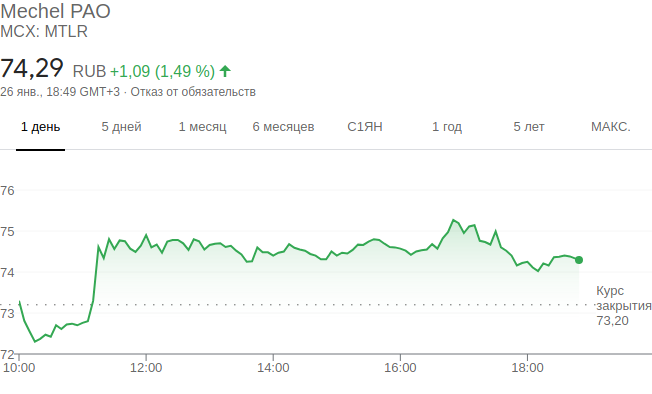 Mechel PAO
MCX: MTLR
74,29 RUB +1,09 (1,49 %)
26 янв., 18:49 GMT+3 · Отказ от обязательств
1 день 5 дней 1 месяц 6 месяцев С1ЯН 1 год 5 лет МАКС.
76
75
74
Курс
закрытия
73,20
73
72
10:00 12:00 14:00 16:00 18:00